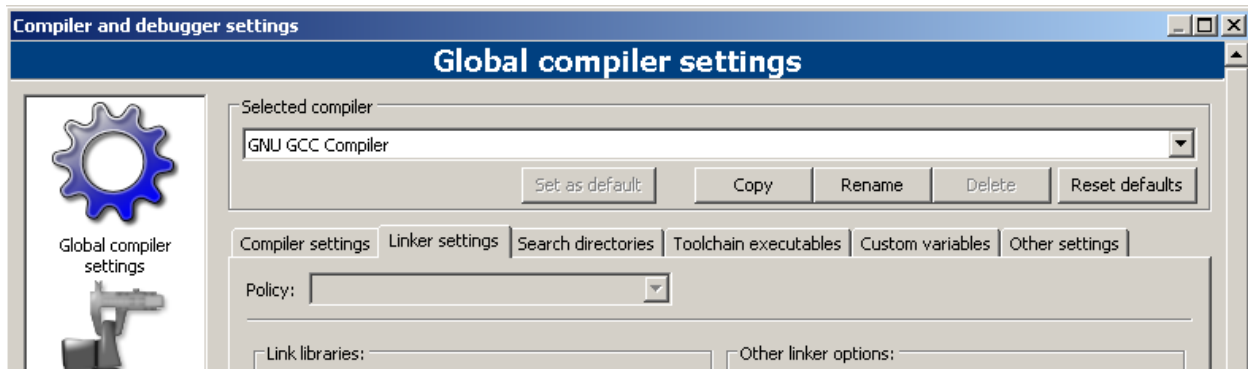 Compiler and debugger settings
Global compiler settings
Selected compiler
GNU GCC Compiler
Set as default Copy Rename Delete Reset defaults
Global compiler
settings
Compiler settings Linker settings Search directories Toolchain executables Custom variables Other settings
Policy:
Link libraries: Other linker options: